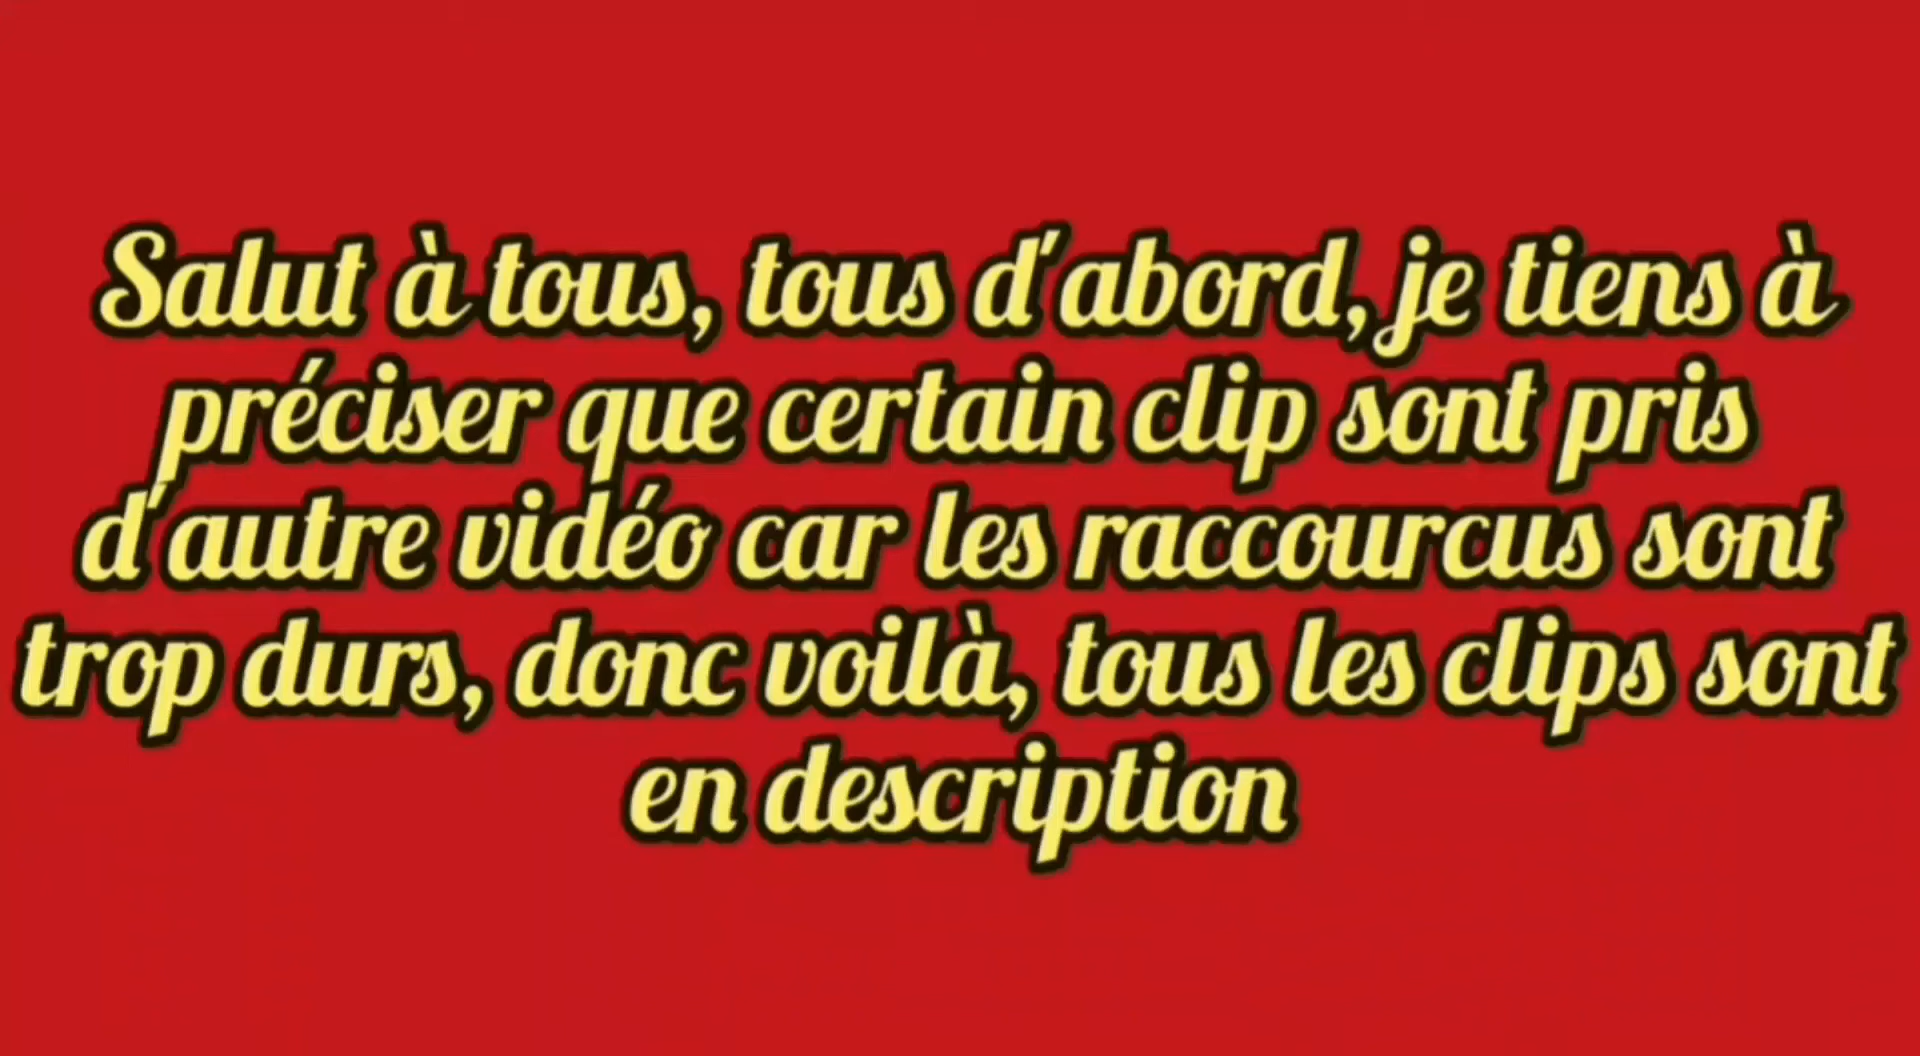 Salut à tous, tous d'abord, je tiens à
préciser que certain clip sont pris
d'autre vidéo car les raccourcus sont
trop durs, donc voilà, tous les clips sont
en description